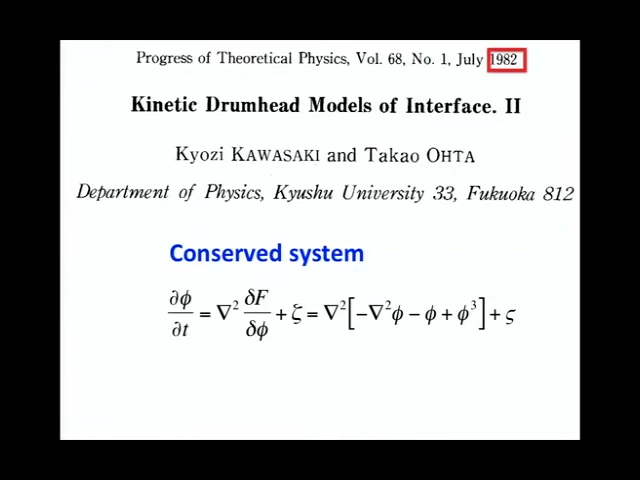 Progress of Theoretical Physics, Vol. 68, No. 1, July 1982
Kinetic Drumhead Models of Interface. II
Kyozi KAWASAKI and Takao OHTA
Department of Physics, Kyushu University 33, Fukuoka 812
Conserved system
∂ϕ/∂t = ∇² δF/δϕ + ζ = ∇²[−∇²ϕ − ϕ + ϕ³] + ς